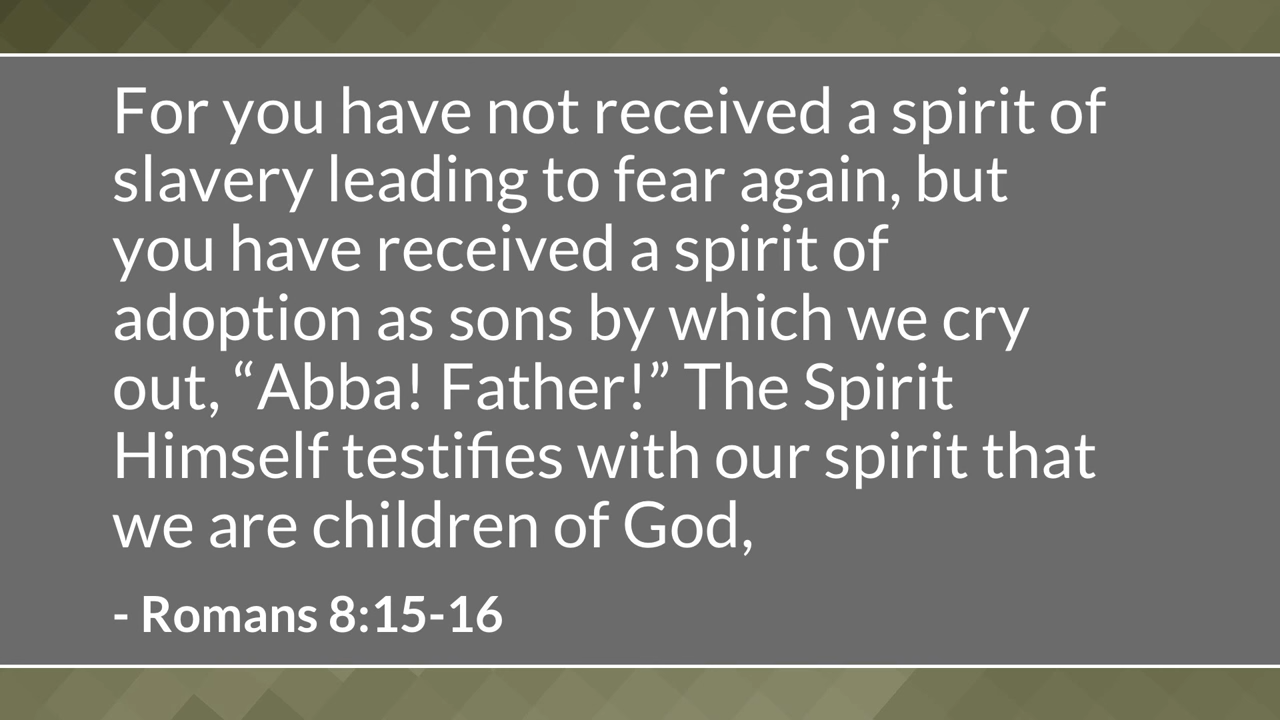 For you have not received a spirit of
slavery leading to fear again, but
you have received a spirit of
adoption as sons by which we cry
out, “Abba! Father!” The Spirit
Himself testifies with our spirit that
we are children of God,
- Romans 8:15-16